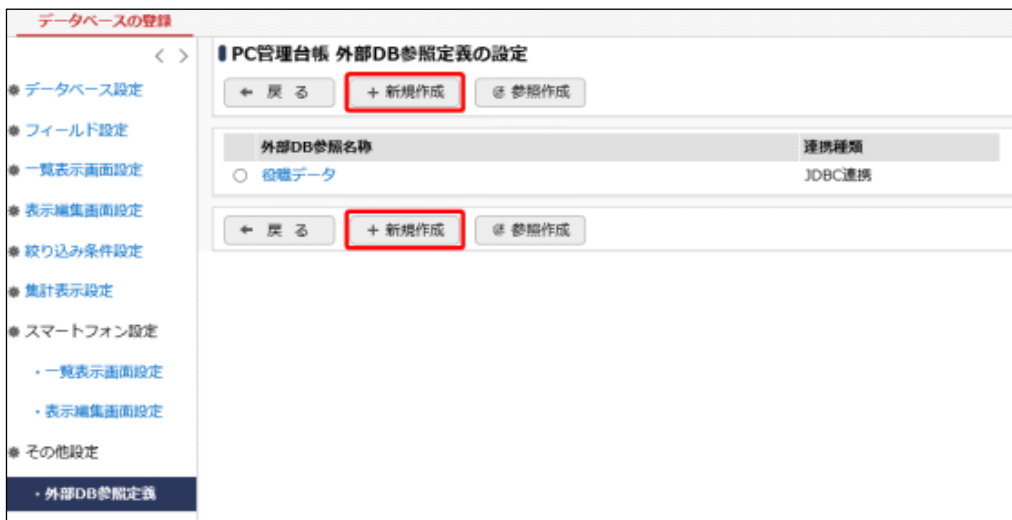 データベースの登録
< >
データベース設定
フィールド設定
一覧表示画面設定
表示編集画面設定
絞り込み条件設定
集計表示設定
スマートフォン設定
・一覧表示画面設定
・表示編集画面設定
その他設定
・外部DB参照定義
PC管理台帳 外部DB参照定義の設定
← 戻 る + 新規作成 参照作成
外部DB参照名称 連携種類
役職データ JDBC連携
← 戻 る + 新規作成 参照作成